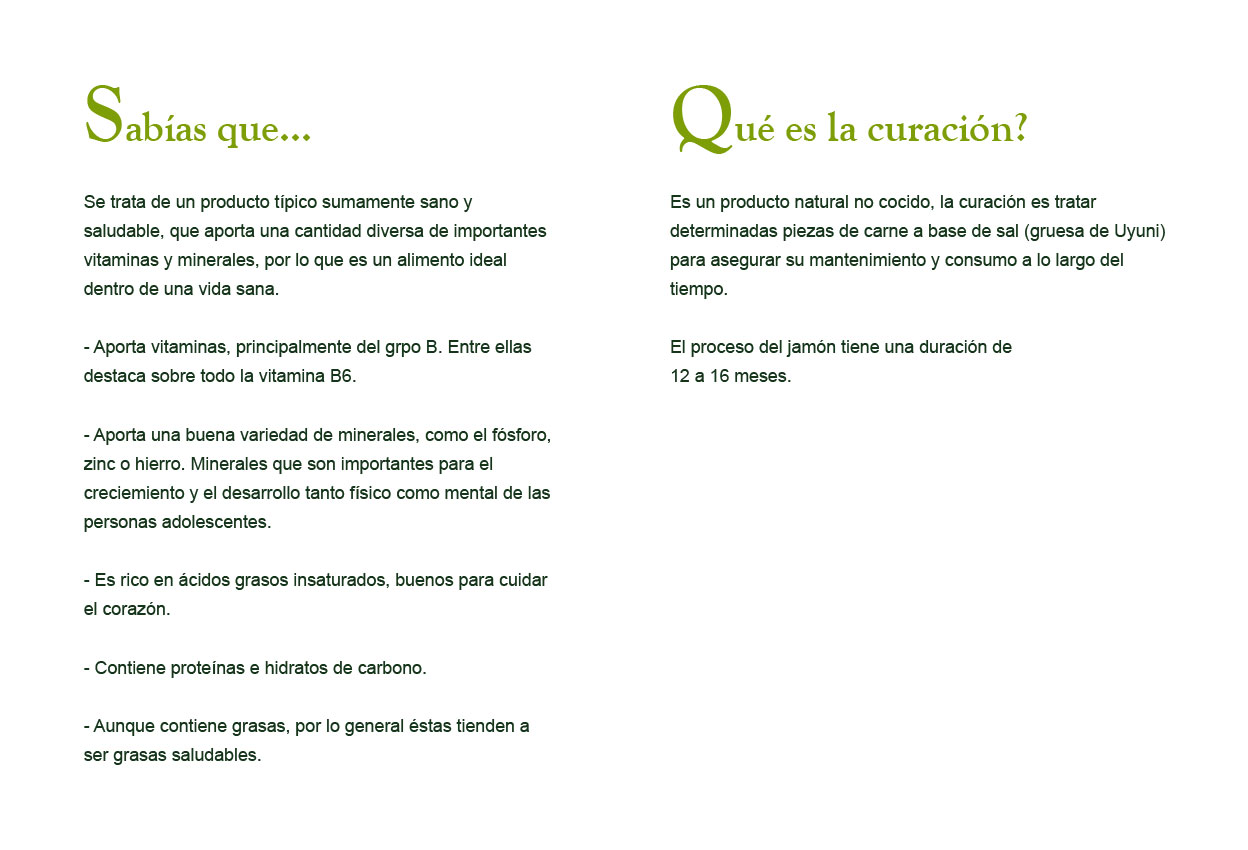 Sabías que...
Se trata de un producto típico sumamente sano y
saludable, que aporta una cantidad diversa de importantes
vitaminas y minerales, por lo que es un alimento ideal
dentro de una vida sana.
- Aporta vitaminas, principalmente del grpo B. Entre ellas
destaca sobre todo la vitamina B6.
- Aporta una buena variedad de minerales, como el fósforo,
zinc o hierro. Minerales que son importantes para el
creciemiento y el desarrollo tanto físico como mental de las
personas adolescentes.
- Es rico en ácidos grasos insaturados, buenos para cuidar
el corazón.
- Contiene proteínas e hidratos de carbono.
- Aunque contiene grasas, por lo general éstas tienden a
ser grasas saludables.
Qué es la curación?
Es un producto natural no cocido, la curación es tratar
determinadas piezas de carne a base de sal (gruesa de Uyuni)
para asegurar su mantenimiento y consumo a lo largo del
tiempo.
El proceso del jamón tiene una duración de
12 a 16 meses.